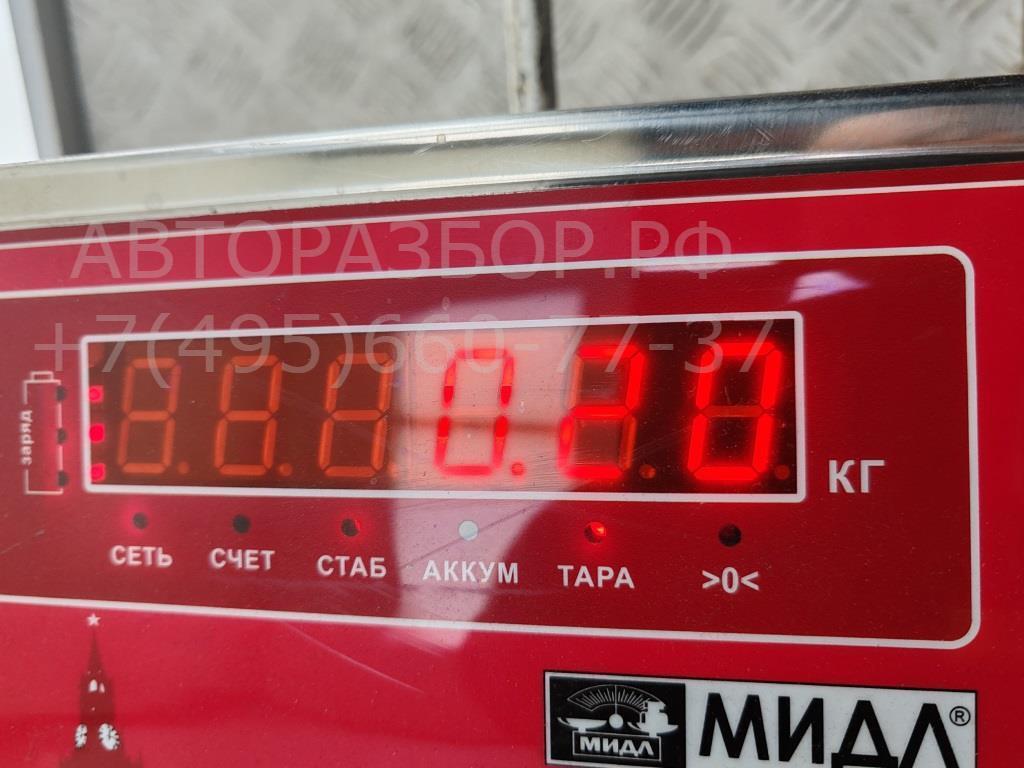 АВТОРАЗБОР.РФ
+7(495)660-77-37
заряд
0.20
КГ
СЕТЬ СЧЕТ СТАБ АККУМ ТАРА >0<
МИДЛ МИДЛ®